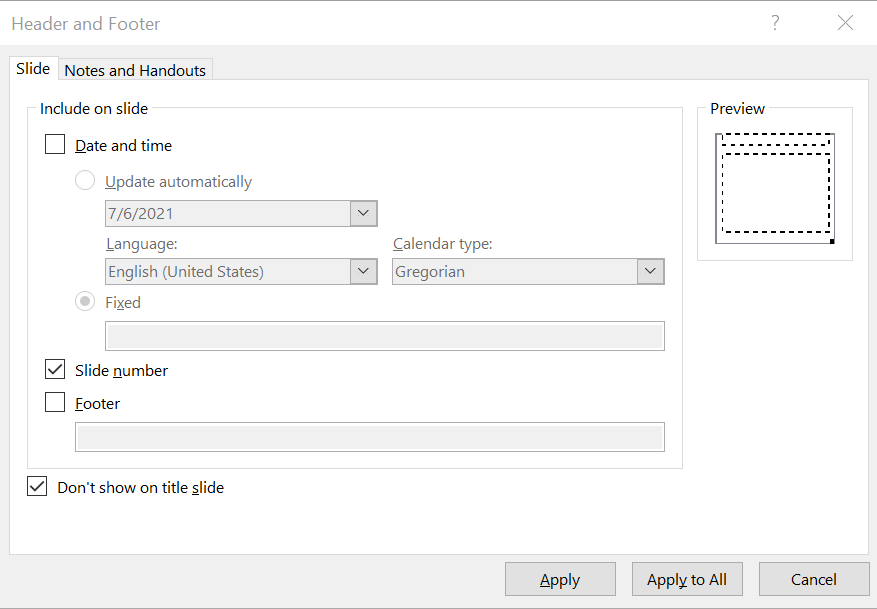 Header and Footer ?
Slide Notes and Handouts
Include on slide
Preview
Date and time
Update automatically
7/6/2021
Language: Calendar type:
English (United States) Gregorian
Fixed
Slide number
Footer
Don't show on title slide
Apply Apply to All Cancel